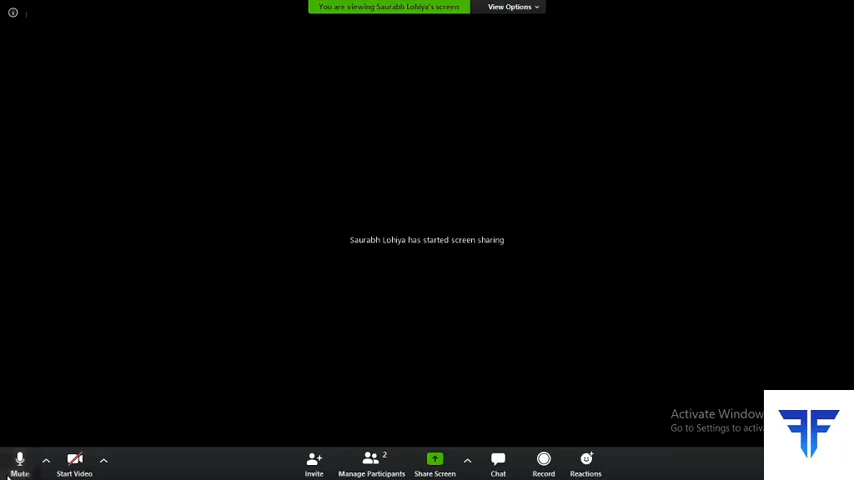 You are viewing Saurabh Lohiya's screen
View Options
Saurabh Lohiya has started screen sharing
Activate Window
Go to Settings to activ
Mute
Start Video
Invite
2
Manage Participants
Share Screen
Chat
Record
Reactions